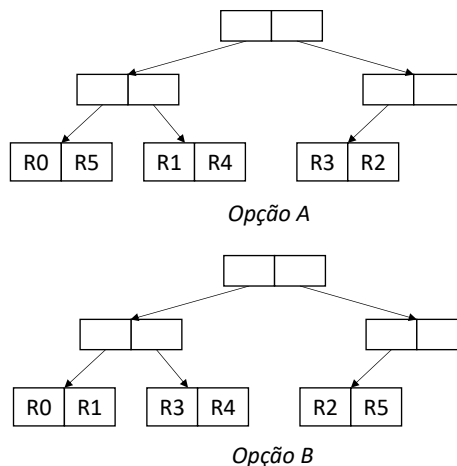 R0 R5 R1 R4 R3 R2
Opção A
R0 R1 R3 R4 R2 R5
Opção B